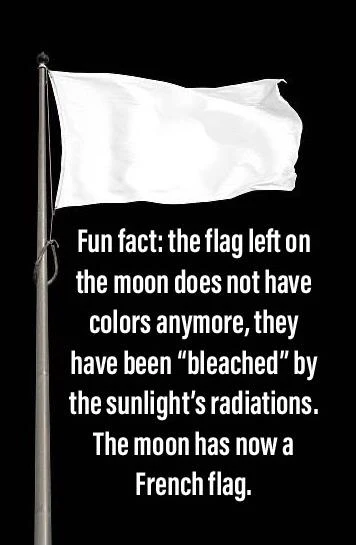 Fun fact: the flag left on
the moon does not have
colors anymore, they
have been “bleached” by
the sunlight’s radiations.
The moon has now a
French flag.